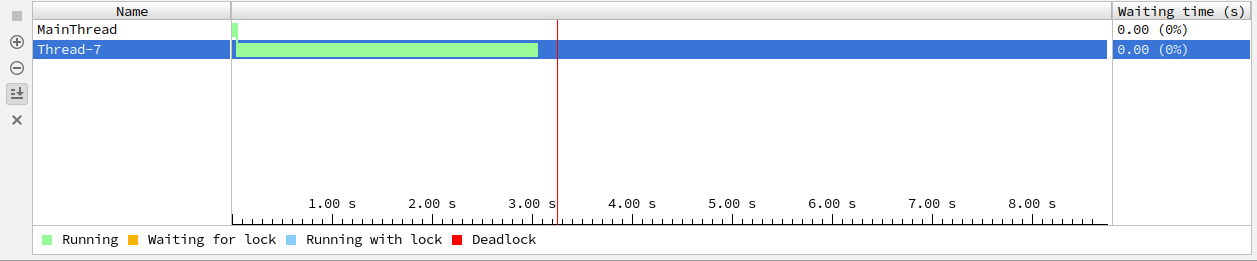 Name Waiting time (s)
MainThread 0.00 (0%)
Thread-7 0.00 (0%)
1.00 s 2.00 s 3.00 s 4.00 s 5.00 s 6.00 s 7.00 s 8.00 s
Running Waiting for lock Running with lock Deadlock